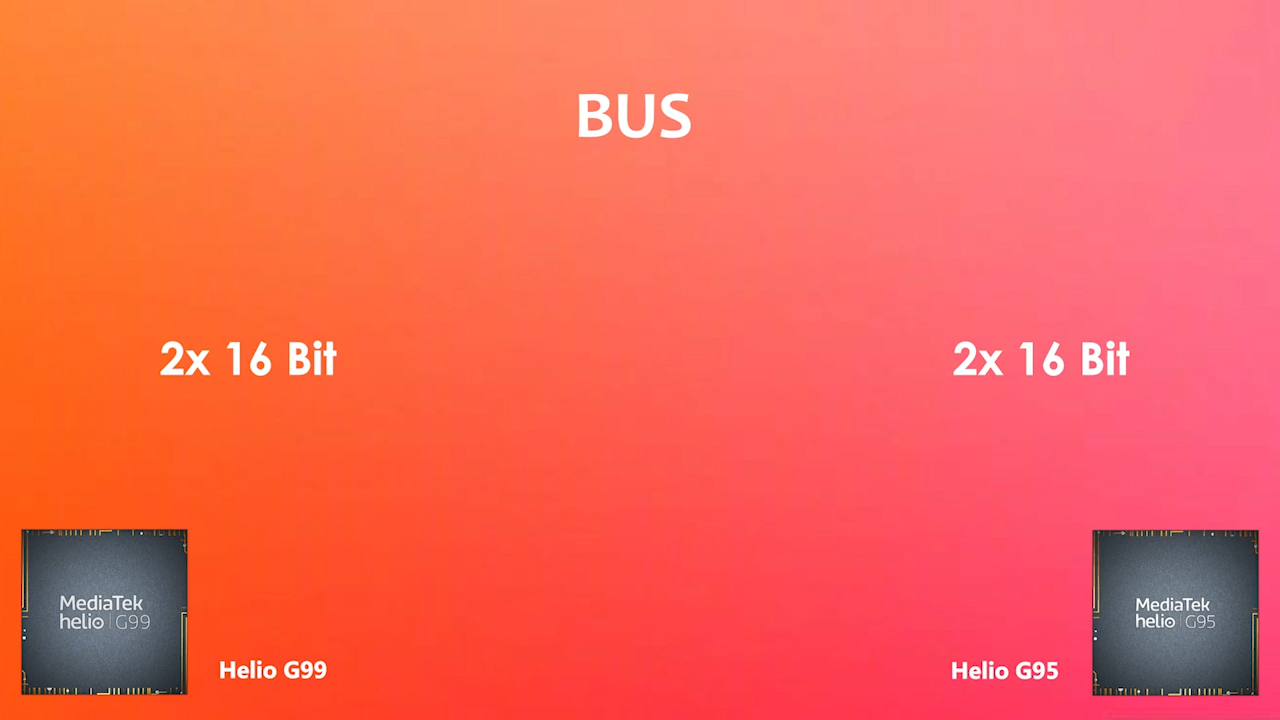 BUS
2x 16 Bit
2x 16 Bit
MediaTek
helio | G99
Helio G99
Helio G95
MediaTek
helio | G95